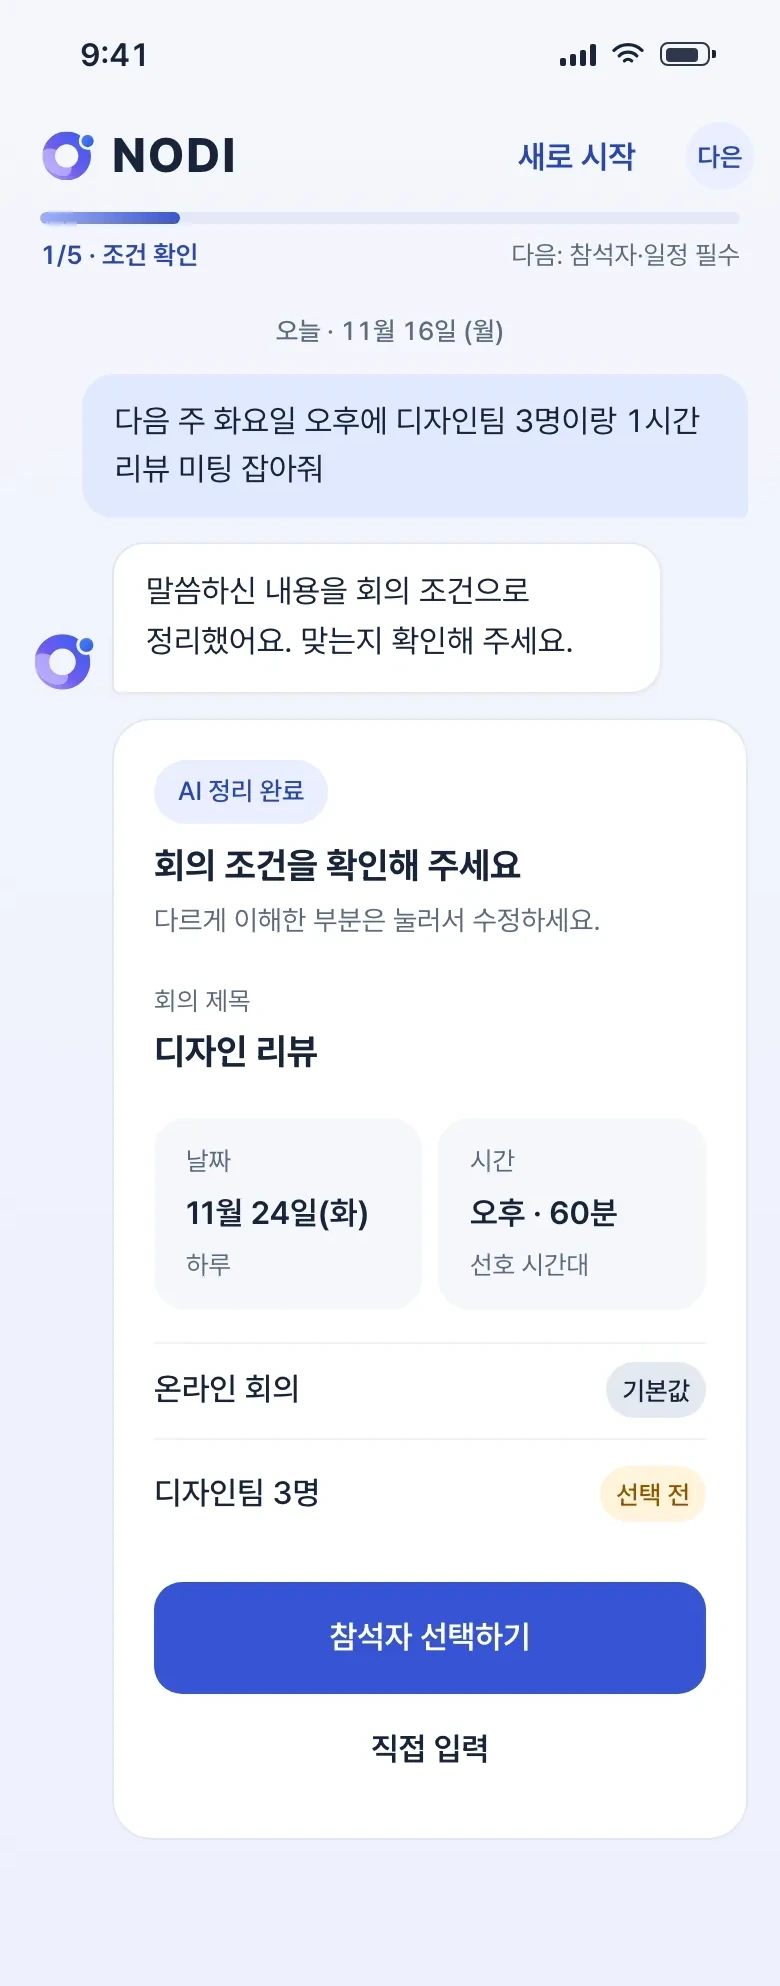 9:41
NODI
새로 시작
다은
1/5 · 조건 확인
다음: 참석자·일정 필수
오늘 · 11월 16일 (월)
다음 주 화요일 오후에 디자인팀 3명이랑 1시간
리뷰 미팅 잡아줘
말씀하신 내용을 회의 조건으로
정리했어요. 맞는지 확인해 주세요.
AI 정리 완료
회의 조건을 확인해 주세요
다르게 이해한 부분은 눌러서 수정하세요.
회의 제목
디자인 리뷰
날짜
11월 24일(화)
하루
시간
오후 · 60분
선호 시간대
온라인 회의
기본값
디자인팀 3명
선택 전
참석자 선택하기
직접 입력